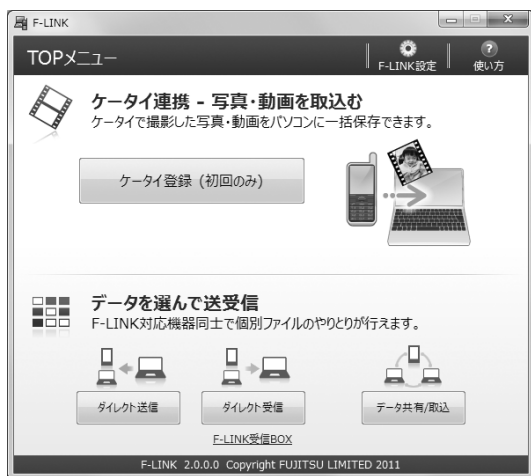 F-LINK
TOPメニュー
F-LINK設定
?
使い方
ケータイ連携 - 写真・動画を取込む
ケータイで撮影した写真・動画をパソコンに一括保存できます。
ケータイ登録 (初回のみ)
データを選んで送受信
F-LINK対応機器同士で個別ファイルのやりとりが行えます。
ダイレクト送信
ダイレクト受信
データ共有/取込
F-LINK受信BOX
F-LINK 2.0.0.0 Copyright FUJITSU LIMITED 2011